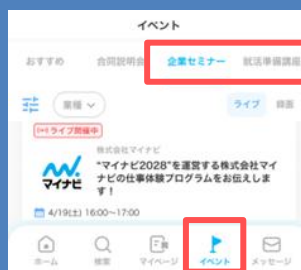 イベント
おすすめ 合同説明会 企業セミナー 就活準備講座
業種
ライブ 録画
ライブ開催中
株式会社マイナビ
"マイナビ2028"を運営する株式会社マイ
ナビの仕事体験プログラムをお伝えしま
す!
マイナビ
4/19(土) 16:00~17:00
ホーム 検索 マイページ イベント メッセージ